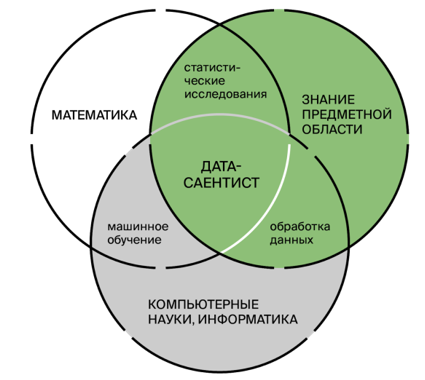 статисти-
ческие
исследования
МАТЕМАТИКА
ЗНАНИЕ
ПРЕДМЕТНОЙ
ОБЛАСТИ
ДАТА-
САЕНТИСТ
машинное
обучение
обработка
данных
КОМПЬЮТЕРНЫЕ
НАУКИ, ИНФОРМАТИКА